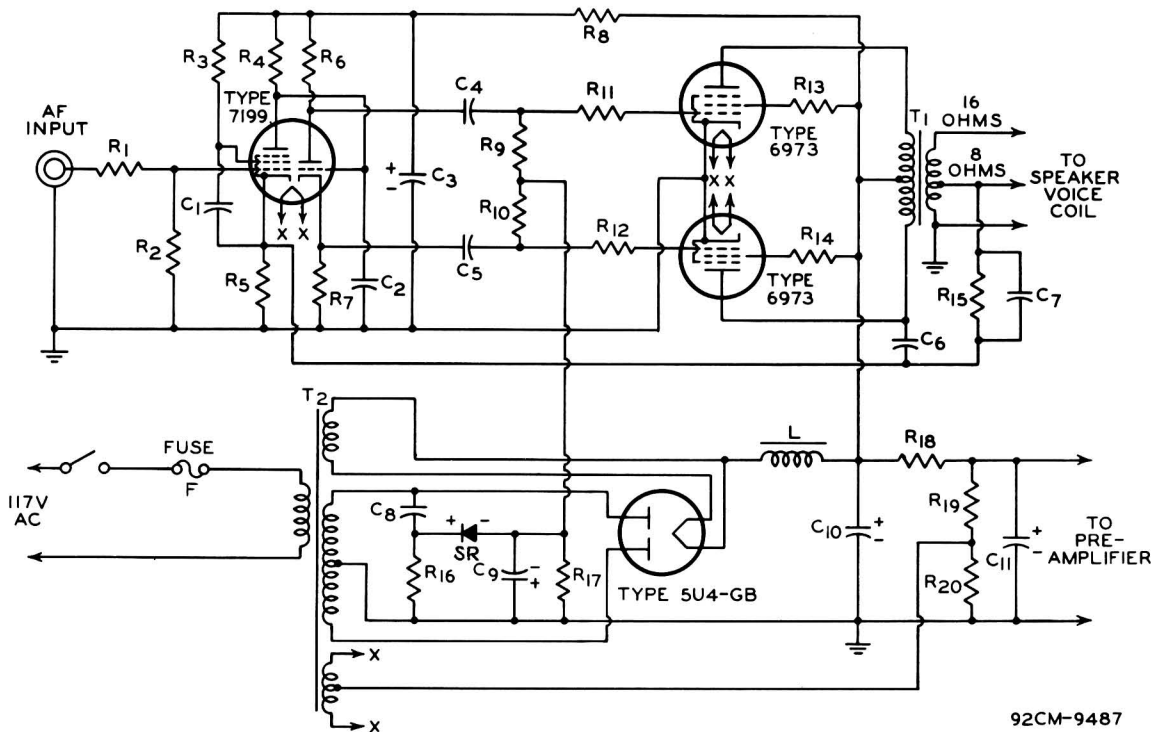 R8
R3
R4
R6
TYPE
7199
C4
R11
R13
AF
INPUT
R1
R9
TYPE
6973
T1
16
OHMS
8
OHMS
TO
SPEAKER
VOICE
COIL
C1
C3
+
-
X X
X X
R10
R2
R5
R7
C2
C5
R12
R14
TYPE
6973
R15
C7
C6
T2
FUSE
F
117V
AC
L
R18
C8
+ -
SR
R16
C9
-
+
R17
TYPE 5U4-GB
C10
+
-
R19
R20
C11
+
-
TO
PRE-
AMPLIFIER
X
X
92CM-9487